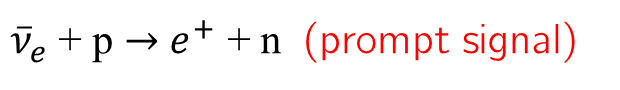 ν̄ₑ + p → e⁺ + n (prompt signal)